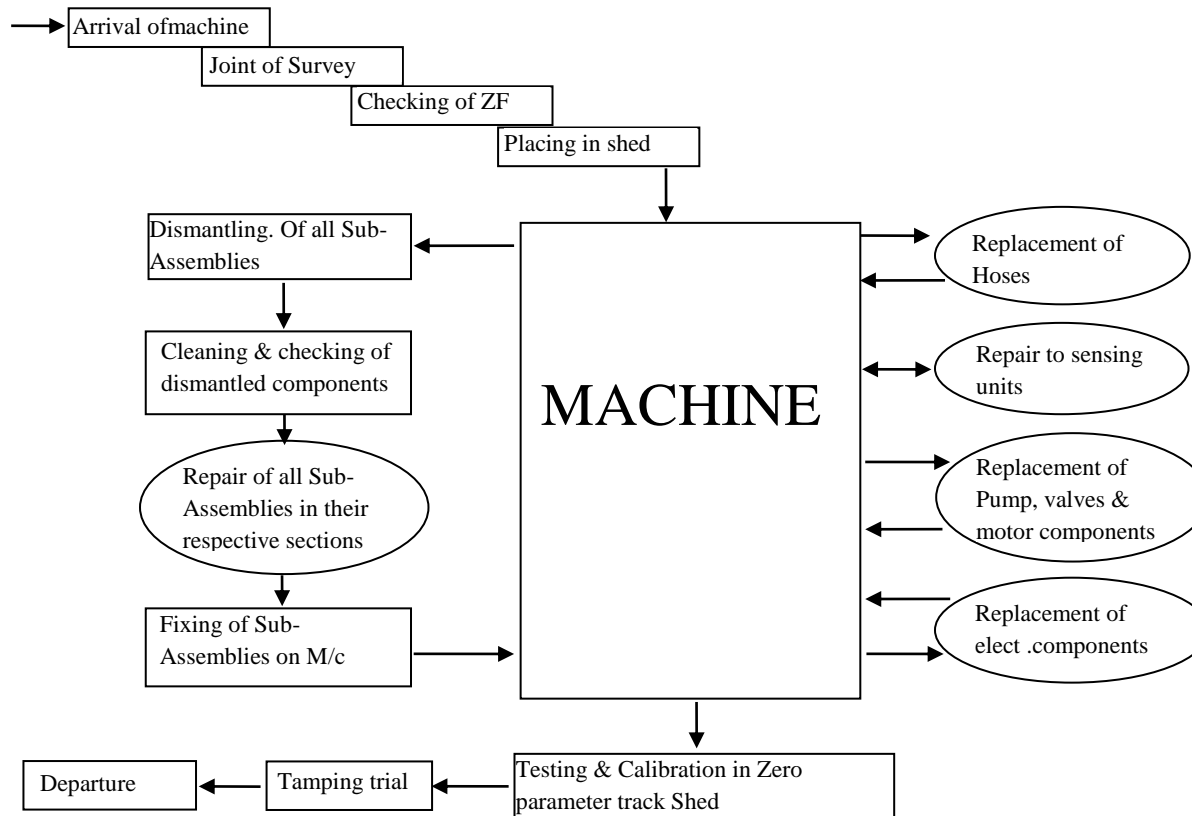 Arrival ofmachine
Joint of Survey
Checking of ZF
Placing in shed
Dismantling. Of all Sub-
Assemblies
Cleaning & checking of
dismantled components
Repair of all Sub-
Assemblies in their
respective sections
Fixing of Sub-
Assemblies on M/c
MACHINE
Replacement of
Hoses
Repair to sensing
units
Replacement of
Pump, valves &
motor components
Replacement of
elect .components
Testing & Calibration in Zero
parameter track Shed
Tamping trial
Departure